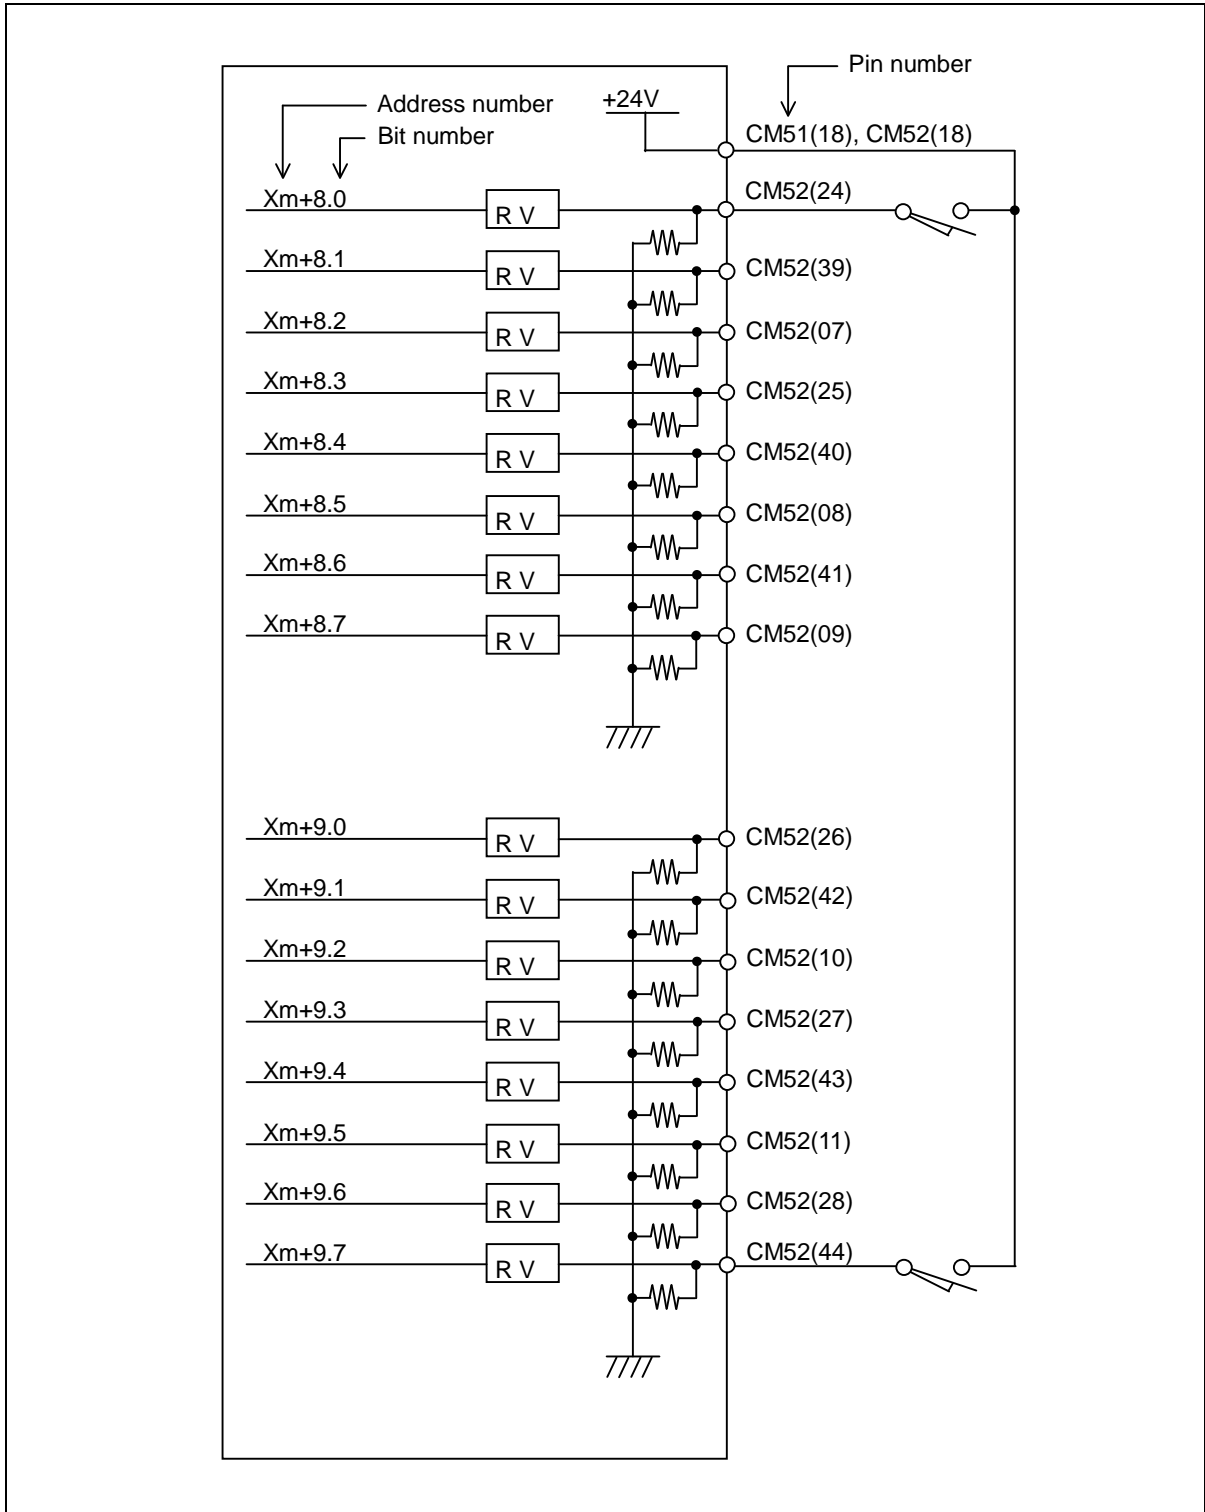 Pin number
Address number
+24V
Bit number
CM51(18), CM52(18)
Xm+8.0
R V
CM52(24)
Xm+8.1
R V
CM52(39)
Xm+8.2
R V
CM52(07)
Xm+8.3
R V
CM52(25)
Xm+8.4
R V
CM52(40)
Xm+8.5
R V
CM52(08)
Xm+8.6
R V
CM52(41)
Xm+8.7
R V
CM52(09)
Xm+9.0
R V
CM52(26)
Xm+9.1
R V
CM52(42)
Xm+9.2
R V
CM52(10)
Xm+9.3
R V
CM52(27)
Xm+9.4
R V
CM52(43)
Xm+9.5
R V
CM52(11)
Xm+9.6
R V
CM52(28)
Xm+9.7
R V
CM52(44)